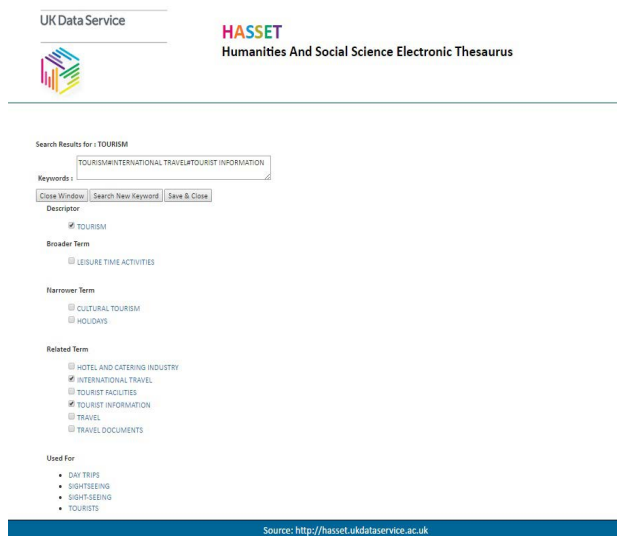 UK Data Service
HASSET
Humanities And Social Science Electronic Thesaurus
Search Results for : TOURISM
TOURISM#INTERNATIONAL TRAVEL#TOURIST INFORMATION
Keywords :
Close Window Search New Keyword Save & Close
Descriptor
TOURISM
Broader Term
LEISURE TIME ACTIVITIES
Narrower Term
CULTURAL TOURISM
HOLIDAYS
Related Term
HOTEL AND CATERING INDUSTRY
INTERNATIONAL TRAVEL
TOURIST FACILITIES
TOURIST INFORMATION
TRAVEL
TRAVEL DOCUMENTS
Used For
DAY TRIPS
SIGHTSEEING
SIGHT-SEEING
TOURISTS
Source: http://hasset.ukdataservice.ac.uk